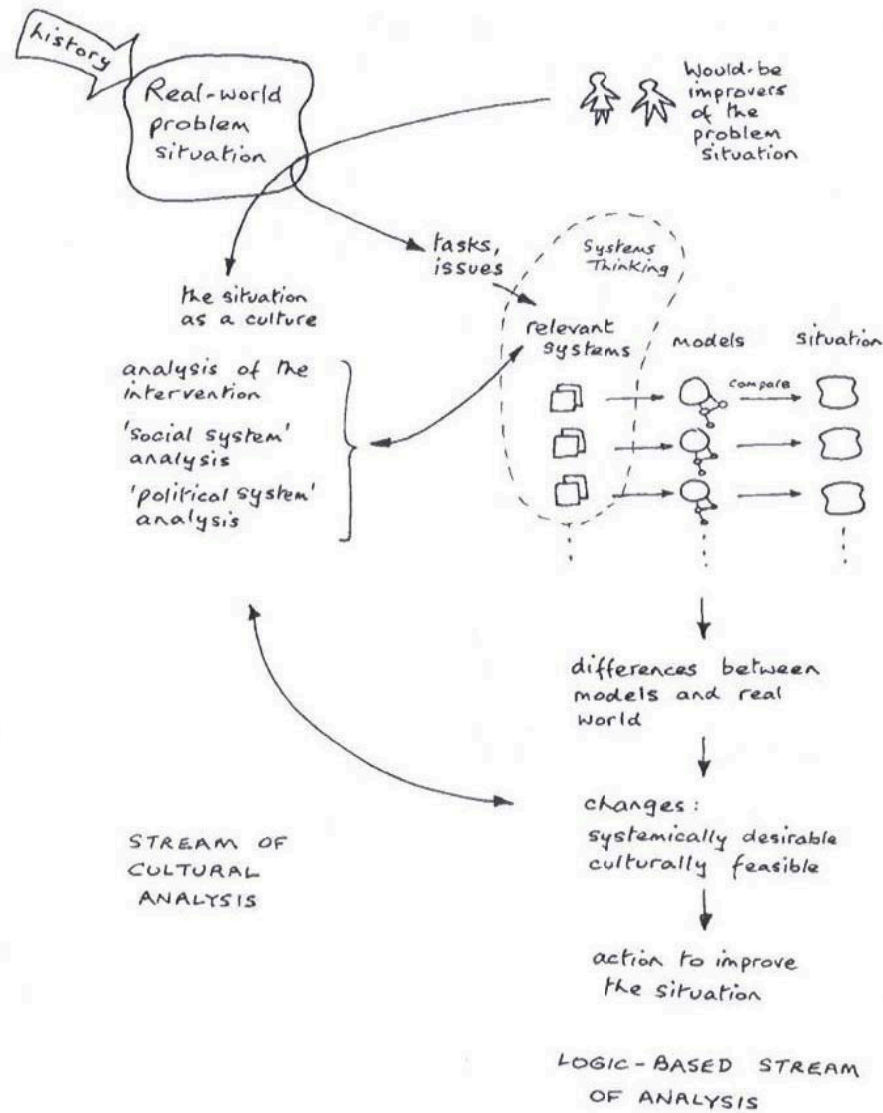 history
Real-world
problem
situation
Would-be
improvers
of the
problem
situation
tasks,
issues
Systems
Thinking
the situation
as a culture
relevant
systems
models
situation
compare
analysis of the
intervention
'social system'
analysis
'political system'
analysis
differences between
models and real
world
changes:
systemically desirable
culturally feasible
action to improve
the situation
STREAM OF
CULTURAL
ANALYSIS
LOGIC-BASED STREAM
OF ANALYSIS